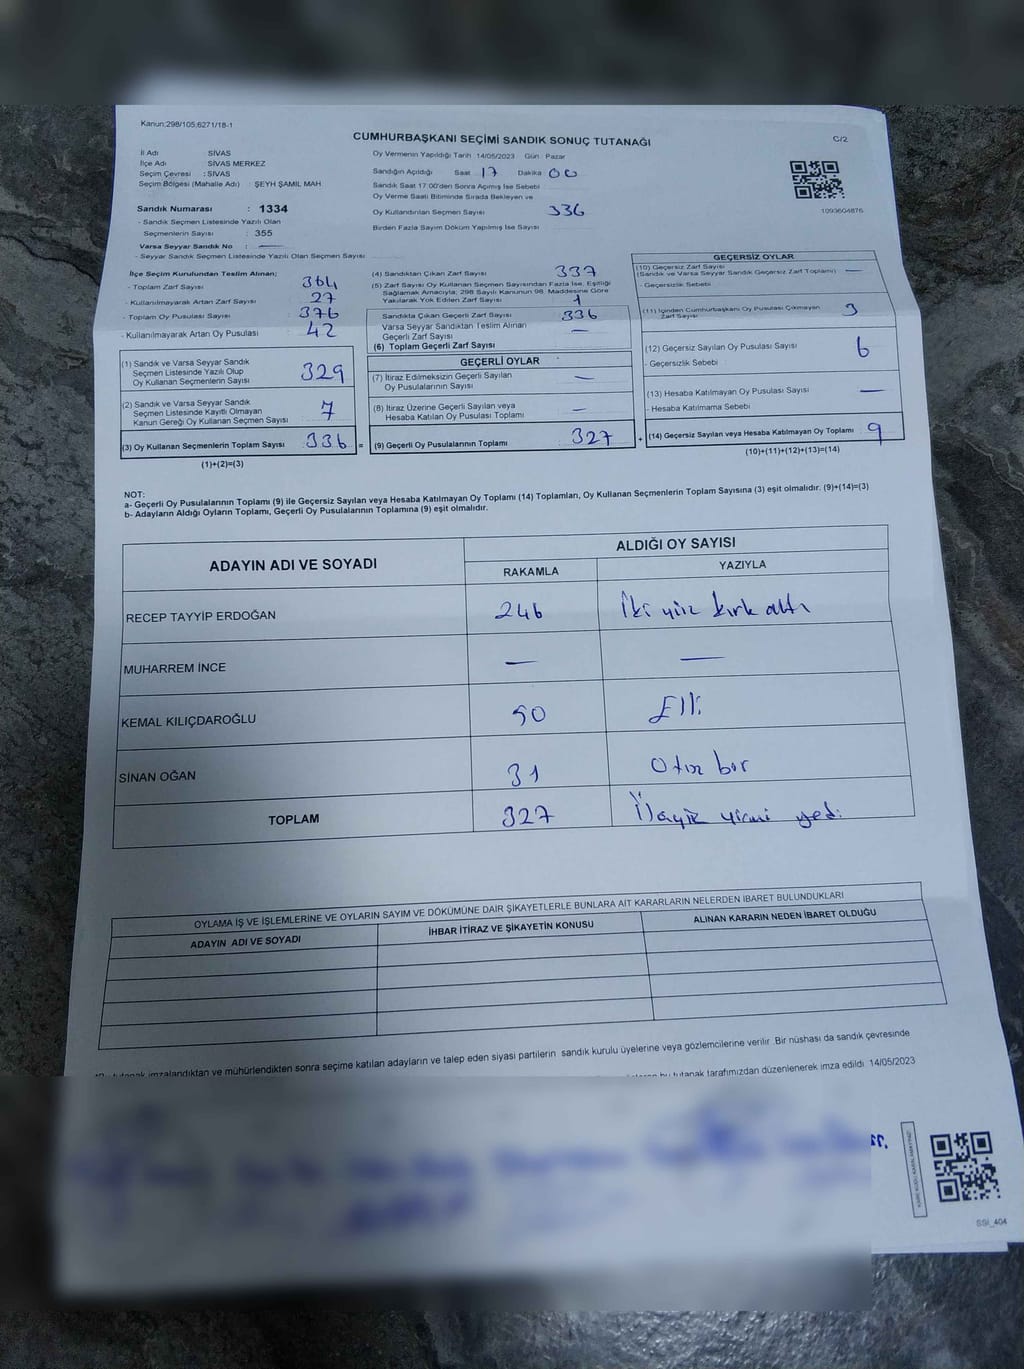 Kanun:298/105;6271/18-1
CUMHURBAŞKANI SEÇİMİ SANDIK SONUÇ TUTANAĞI
C/2
İl Adı : SİVAS
İlçe Adı : SİVAS MERKEZ
Seçim Çevresi : SİVAS
Seçim Bölgesi (Mahalle Adı) : ŞEYH ŞAMİL MAH
Sandık Numarası : 1334
- Sandık Seçmen Listesinde Yazılı Olan
Seçmenlerin Sayısı : 355
Varsa Seyyar Sandık No : —
- Seyyar Sandık Seçmen Listesinde Yazılı Olan Seçmen Sayısı
Oy Vermenin Yapıldığı Tarih 14/05/2023 Gün : Pazar
Sandığın Açıldığı Saat 17 Dakika 00
Sandık Saat 17.00'den Sonra Açımış İse Sebebi
Oy Verme Saati Bitiminde Sırada Bekleyen ve
Oy Kullandırılan Seçmen Sayısı 336
Birden Fazla Sayım Döküm Yapılmış İse Sayısı
1093604876
İlçe Seçim Kurulundan Teslim Alınan;
- Toplam Zarf Sayısı : 364
- Kullanılmayarak Artan Zarf Sayısı : 27
- Toplam Oy Pusulası Sayısı : 376
- Kullanılmayarak Artan Oy Pusulası : 42
(1) Sandık ve Varsa Seyyar Sandık
Seçmen Listesinde Yazılı Olup
Oy Kullanan Seçmenlerin Sayısı 329
(2) Sandık ve Varsa Seyyar Sandık
Seçmen Listesinde Kayıtlı Olmayan
Kanun Gereği Oy Kullanan Seçmen Sayısı 7
(3) Oy Kullanan Seçmenlerin Toplam Sayısı 336 =
(1)+(2)=(3)
(4) Sandıktan Çıkan Zarf Sayısı 337
(5) Zarf Sayısı Oy Kullanan Seçmen Sayısından Fazla İse; Eşitliği
Sağlamak Amacıyla; 298 Sayılı Kanunun 98. Maddesine Göre
Yakılarak Yok Edilen Zarf Sayısı 1
Sandıkta Çıkan Geçerli Zarf Sayısı 336
Varsa Seyyar Sandıktan Teslim Alınan
Geçerli Zarf Sayısı —
(6) Toplam Geçerli Zarf Sayısı
GEÇERLİ OYLAR
(7) İtiraz Edilmeksizin Geçerli Sayılan
Oy Pusulalarının Sayısı —
(8) İtiraz Üzerine Geçerli Sayılan veya
Hesaba Katılan Oy Pusulası Toplamı —
(9) Geçerli Oy Pusulalarının Toplamı 327 +
GEÇERSİZ OYLAR
(10) Geçersiz Zarf Sayısı
(Sandık ve Varsa Seyyar Sandık Geçersiz Zarf Toplamı) —
- Geçersizlik Sebebi
(11) İçinden Cumhurbaşkanı Oy Pusulası Çıkmayan
Zarf Sayısı 3
(12) Geçersiz Sayılan Oy Pusulası Sayısı 6
- Geçersizlik Sebebi :
(13) Hesaba Katılmayan Oy Pusulası Sayısı —
- Hesaba Katılmama Sebebi
(14) Geçersiz Sayılan veya Hesaba Katılmayan Oy Toplamı 9
(10)+(11)+(12)+(13)=(14)
NOT:
a- Geçerli Oy Pusulalarının Toplamı (9) ile Geçersiz Sayılan veya Hesaba Katılmayan Oy Toplamı (14) Toplamları, Oy Kullanan Seçmenlerin Toplam Sayısına (3) eşit olmalıdır. (9)+(14)=(3)
b- Adayların Aldığı Oyların Toplamı, Geçerli Oy Pusulalarının Toplamına (9) eşit olmalıdır.
ADAYIN ADI VE SOYADI
ALDIĞI OY SAYISI
RAKAMLA YAZIYLA
RECEP TAYYİP ERDOĞAN 246 İki yüz kırk altı
MUHARREM İNCE — —
KEMAL KILIÇDAROĞLU 50 Elli
SİNAN OĞAN 31 Otuz bir
TOPLAM 327 yirmi yedi
OYLAMA İŞ VE İŞLEMLERİNE VE OYLARIN SAYIM VE DÖKÜMÜNE DAİR ŞİKAYETLERLE BUNLARA AİT KARARLARIN NELERDEN İBARET BULUNDUKLARI
ADAYIN ADI VE SOYADI İHBAR İTİRAZ VE ŞİKAYETİN KONUSU ALINAN KARARIN NEDEN İBARET OLDUĞU
tutanak imzalandıktan ve mühürlendikten sonra seçime katılan adayların ve talep eden siyasi partilerin sandık kurulu üyelerine veya gözlemcilerine verilir. Bir nüshası da sandık çevresinde
bu tutanak tarafımızdan düzenlenerek imza edildi. 14/05/2023
SSİ_404